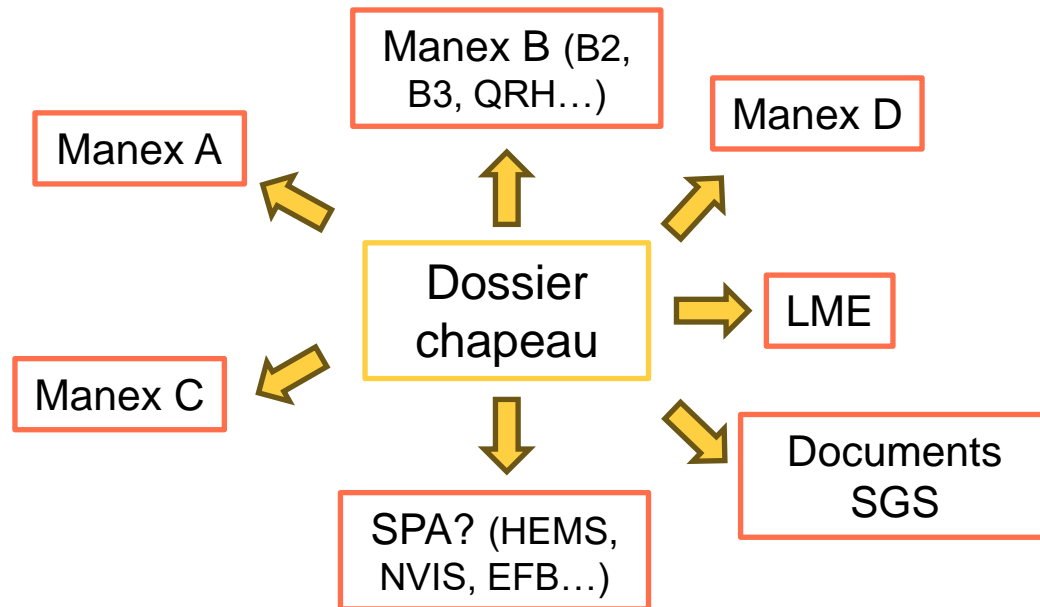 Manex B (B2,
B3, QRH…)
Manex D
Manex A
Dossier
chapeau
LME
Manex C
Documents
SGS
SPA? (HEMS,
NVIS, EFB…)